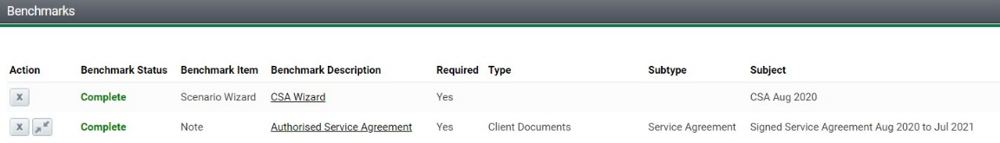 Benchmarks
Action Benchmark Status Benchmark Item Benchmark Description Required Type Subtype Subject
x Complete Scenario Wizard CSA Wizard Yes CSA Aug 2020
x Complete Note Authorised Service Agreement Yes Client Documents Service Agreement Signed Service Agreement Aug 2020 to Jul 2021